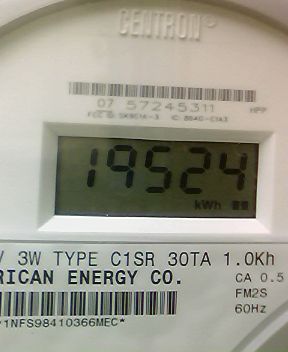 CENTRON®
07 57245311 HPP
19524
kWh
V 3W TYPE C1SR 30TA 1.0Kh
RICAN ENERGY CO.
CA 0.5
FM2S
60Hz
*1NFS98410366MEC*